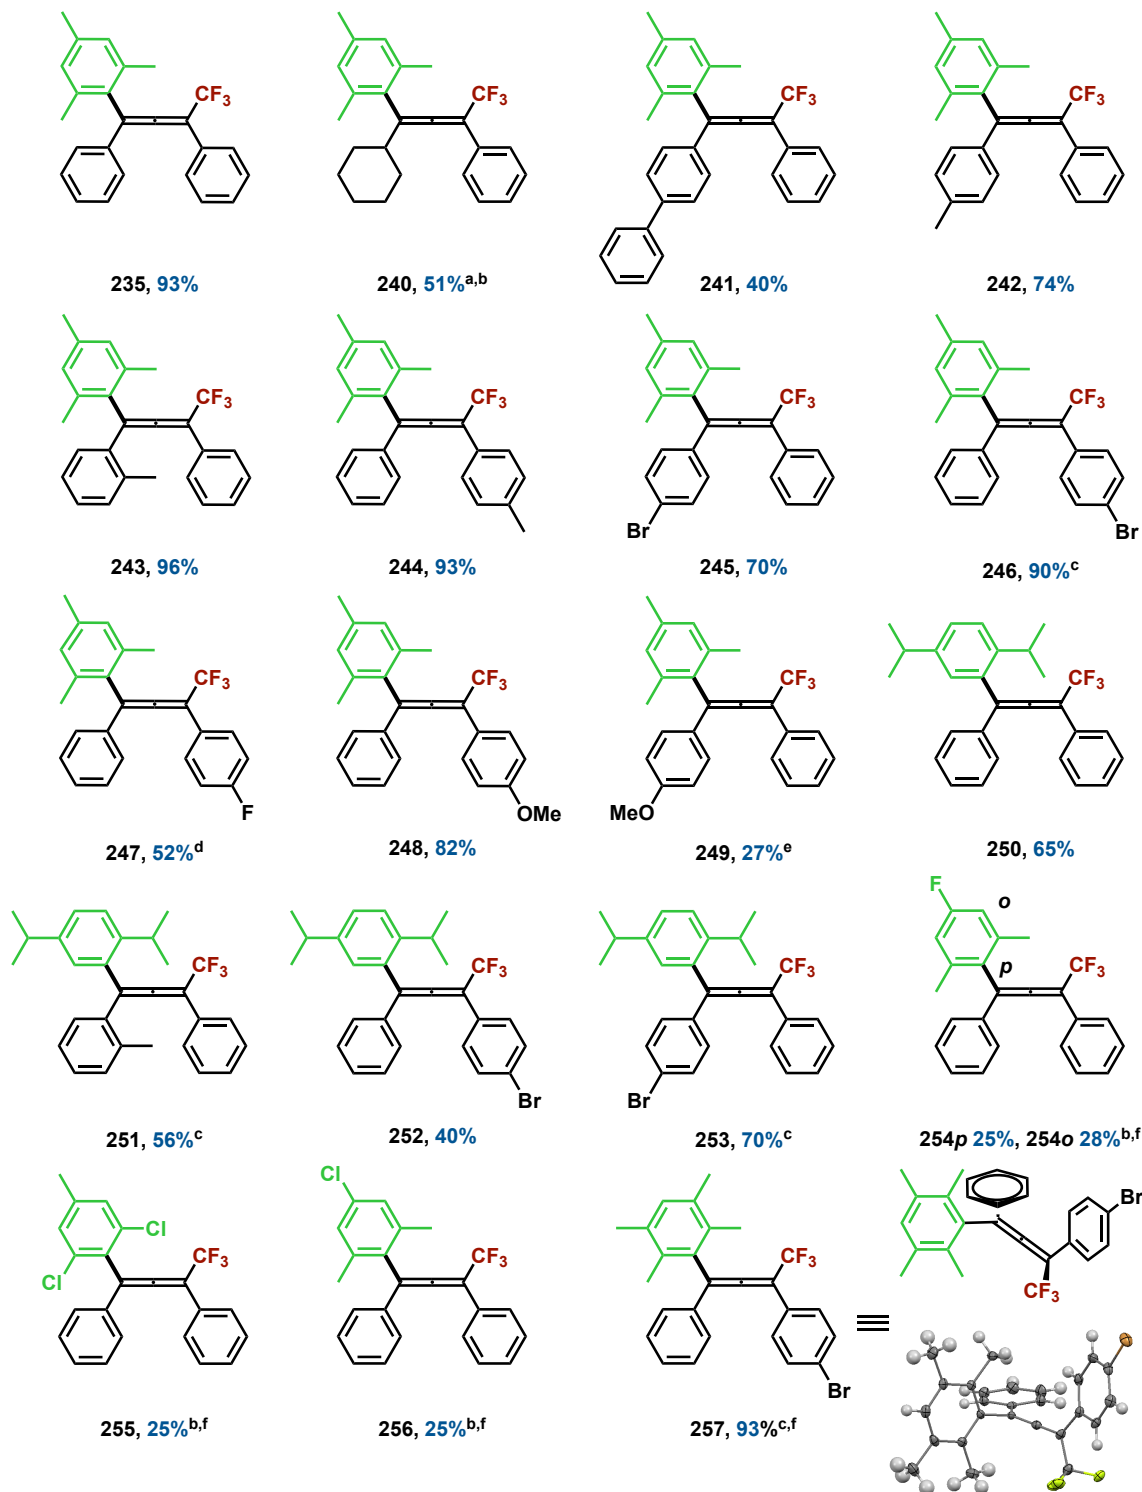 CF3 CF3 CF3 CF3
235, 93% 240, 51%a,b 241, 40% 242, 74%
CF3 CF3 CF3 CF3
Br Br
243, 96% 244, 93% 245, 70% 246, 90%c
CF3 CF3 CF3 CF3
F OMe MeO
247, 52%d 248, 82% 249, 27%e 250, 65%
F o
CF3 CF3 CF3 p CF3
Br Br
251, 56%c 252, 40% 253, 70%c 254p 25%, 254o 28%b,f
Cl Br
Cl CF3 CF3 CF3
Cl CF3
Br
255, 25%b,f 256, 25%b,f 257, 93%c,f